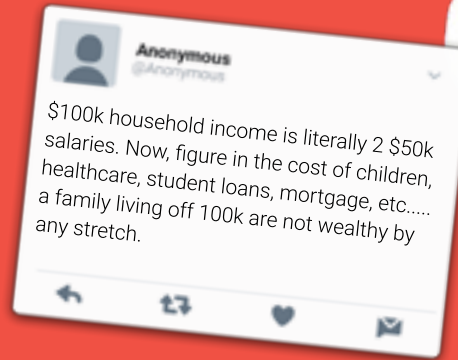 Anonymous
@Anonymous
$100k household income is literally 2 $50k
salaries. Now, figure in the cost of children,
healthcare, student loans, mortgage, etc.....
a family living off 100k are not wealthy by
any stretch.